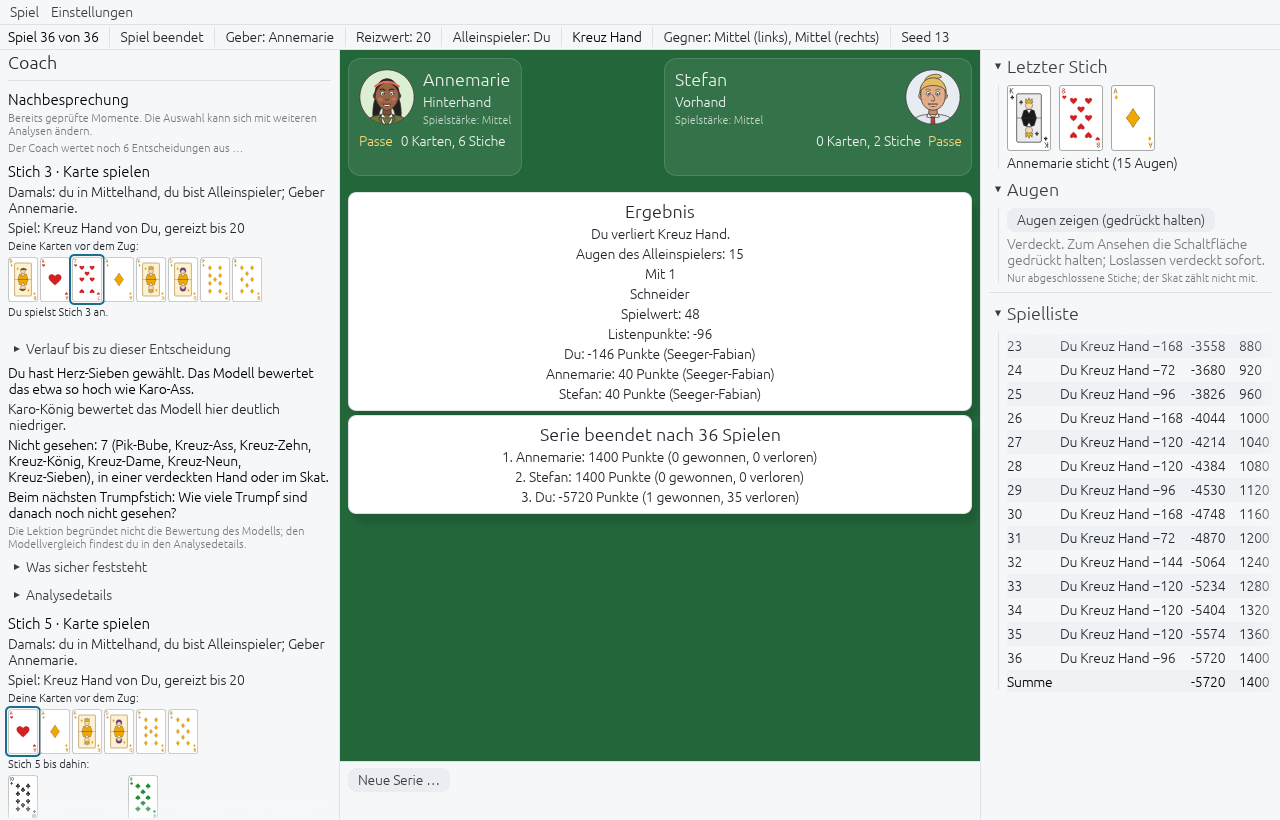 Spiel Einstellungen
Spiel 36 von 36 Spiel beendet Geber: Annemarie Reizwert: 20 Alleinspieler: Du Kreuz Hand Gegner: Mittel (links), Mittel (rechts) Seed 13
Coach
Nachbesprechung
Bereits geprüfte Momente. Die Auswahl kann sich mit weiteren
Analysen ändern.
Der Coach wertet noch 6 Entscheidungen aus …
Stich 3 · Karte spielen
Damals: du in Mittelhand, du bist Alleinspieler; Geber
Annemarie.
Spiel: Kreuz Hand von Du, gereizt bis 20
Deine Karten vor dem Zug:
Du spielst Stich 3 an.
Verlauf bis zu dieser Entscheidung
Du hast Herz-Sieben gewählt. Das Modell bewertet
das etwa so hoch wie Karo-Ass.
Karo-König bewertet das Modell hier deutlich
niedriger.
Nicht gesehen: 7 (Pik-Bube, Kreuz-Ass, Kreuz-Zehn,
Kreuz-König, Kreuz-Dame, Kreuz-Neun,
Kreuz-Sieben), in einer verdeckten Hand oder im Skat.
Beim nächsten Trumpfstich: Wie viele Trumpf sind
danach noch nicht gesehen?
Die Lektion begründet nicht die Bewertung des Modells; den
Modellvergleich findest du in den Analysedetails.
Was sicher feststeht
Analysedetails
Stich 5 · Karte spielen
Damals: du in Mittelhand, du bist Alleinspieler; Geber
Annemarie.
Spiel: Kreuz Hand von Du, gereizt bis 20
Deine Karten vor dem Zug:
Stich 5 bis dahin:
Annemarie
Hinterhand
Spielstärke: Mittel
Passe 0 Karten, 6 Stiche
Stefan
Vorhand
Spielstärke: Mittel
0 Karten, 2 Stiche Passe
Ergebnis
Du verliert Kreuz Hand.
Augen des Alleinspielers: 15
Mit 1
Schneider
Spielwert: 48
Listenpunkte: -96
Du: -146 Punkte (Seeger-Fabian)
Annemarie: 40 Punkte (Seeger-Fabian)
Stefan: 40 Punkte (Seeger-Fabian)
Serie beendet nach 36 Spielen
1. Annemarie: 1400 Punkte (0 gewonnen, 0 verloren)
2. Stefan: 1400 Punkte (0 gewonnen, 0 verloren)
3. Du: -5720 Punkte (1 gewonnen, 35 verloren)
Neue Serie …
Letzter Stich
K 8 A
Annemarie sticht (15 Augen)
Augen
Augen zeigen (gedrückt halten)
Verdeckt. Zum Ansehen die Schaltfläche
gedrückt halten; Loslassen verdeckt sofort.
Nur abgeschlossene Stiche; der Skat zählt nicht mit.
Spielliste
23 Du Kreuz Hand −168 -3558 880
24 Du Kreuz Hand −72 -3680 920
25 Du Kreuz Hand −96 -3826 960
26 Du Kreuz Hand −168 -4044 1000
27 Du Kreuz Hand −120 -4214 1040
28 Du Kreuz Hand −120 -4384 1080
29 Du Kreuz Hand −96 -4530 1120
30 Du Kreuz Hand −168 -4748 1160
31 Du Kreuz Hand −72 -4870 1200
32 Du Kreuz Hand −144 -5064 1240
33 Du Kreuz Hand −120 -5234 1280
34 Du Kreuz Hand −120 -5404 1320
35 Du Kreuz Hand −120 -5574 1360
36 Du Kreuz Hand −96 -5720 1400
Summe -5720 1400